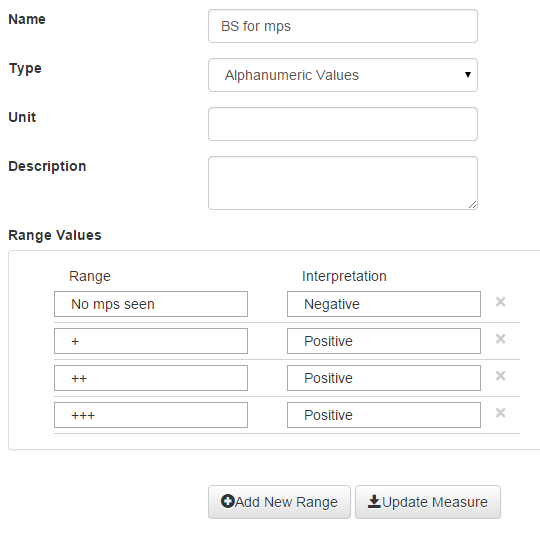 Name
BS for mps
Type
Alphanumeric Values
Unit
Description
Range Values
Range Interpretation
No mps seen Negative
+ Positive
++ Positive
+++ Positive
Add New Range Update Measure